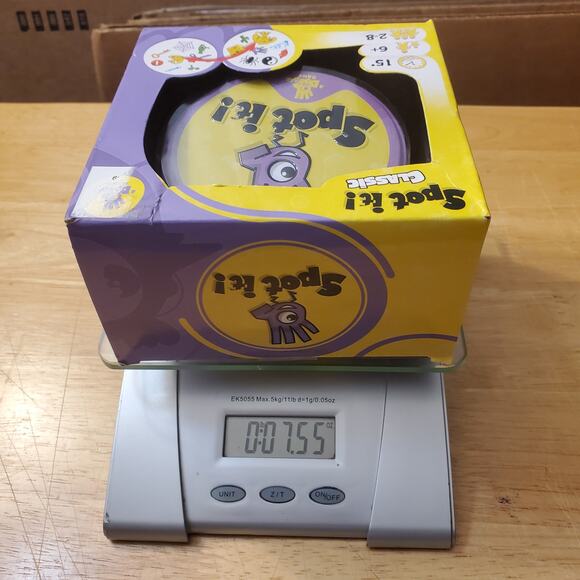 2-8
6+
15'
Spot it!
Spot it!
CLASSIC
Spot it!
EK5055 Max.5kg/11lb d=1g/0.05oz
0:07.55 oz
UNIT
Z/T
ON/OFF